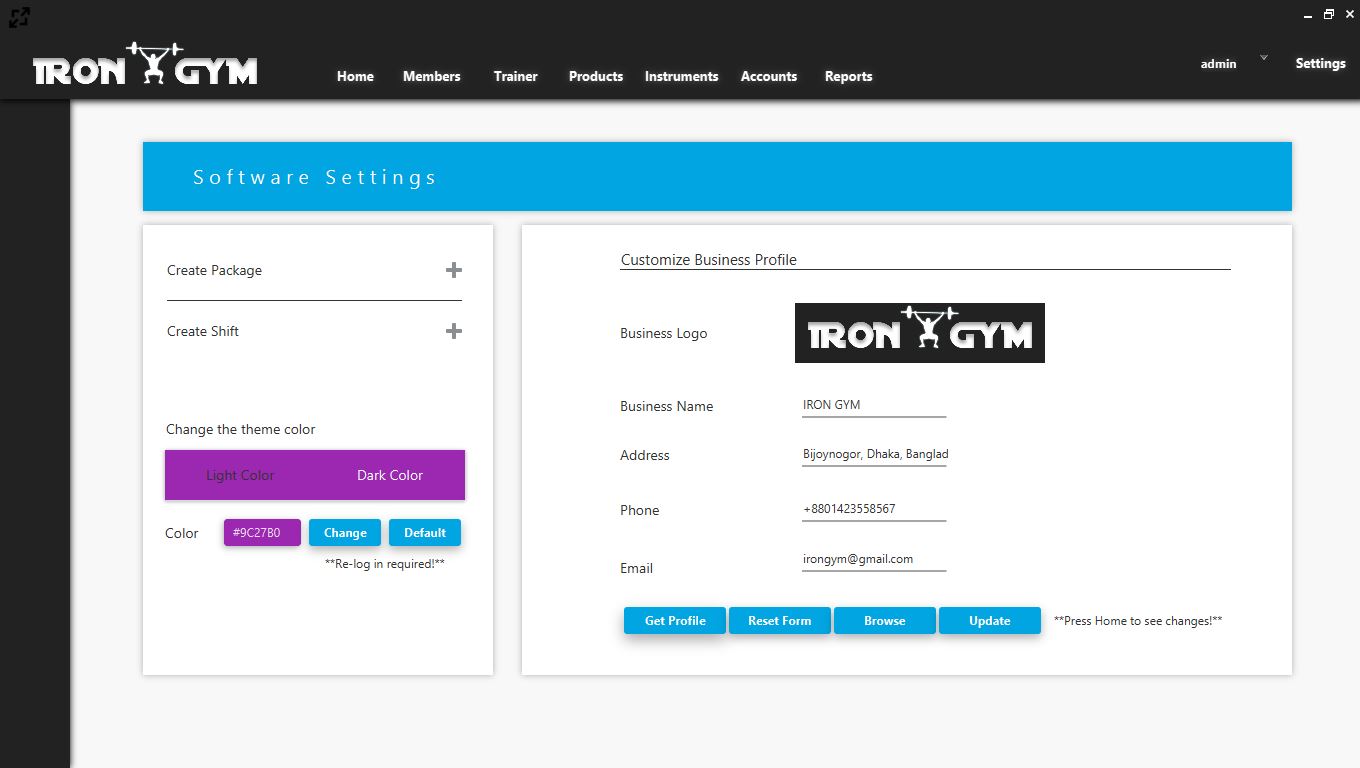 IRON GYM
Home Members Trainer Products Instruments Accounts Reports
admin Settings
Software Settings
Create Package
Create Shift
Change the theme color
Light Color Dark Color
Color #9C27B0 Change Default
**Re-log in required!**
Customize Business Profile
Business Logo IRON GYM
Business Name IRON GYM
Address Bijoynogor, Dhaka, Banglad
Phone +8801423558567
Email irongym@gmail.com
Get Profile Reset Form Browse Update **Press Home to see changes!**